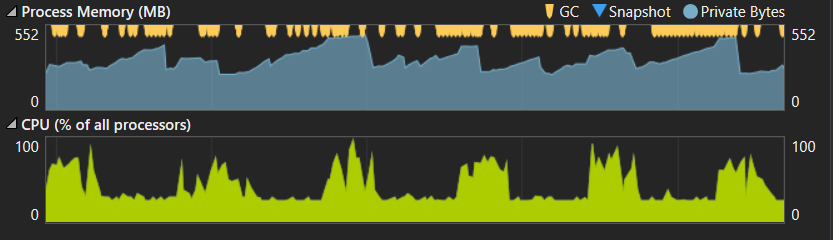 Process Memory (MB) GC Snapshot Private Bytes
552 552
0 0
CPU (% of all processors)
100 100
0 0